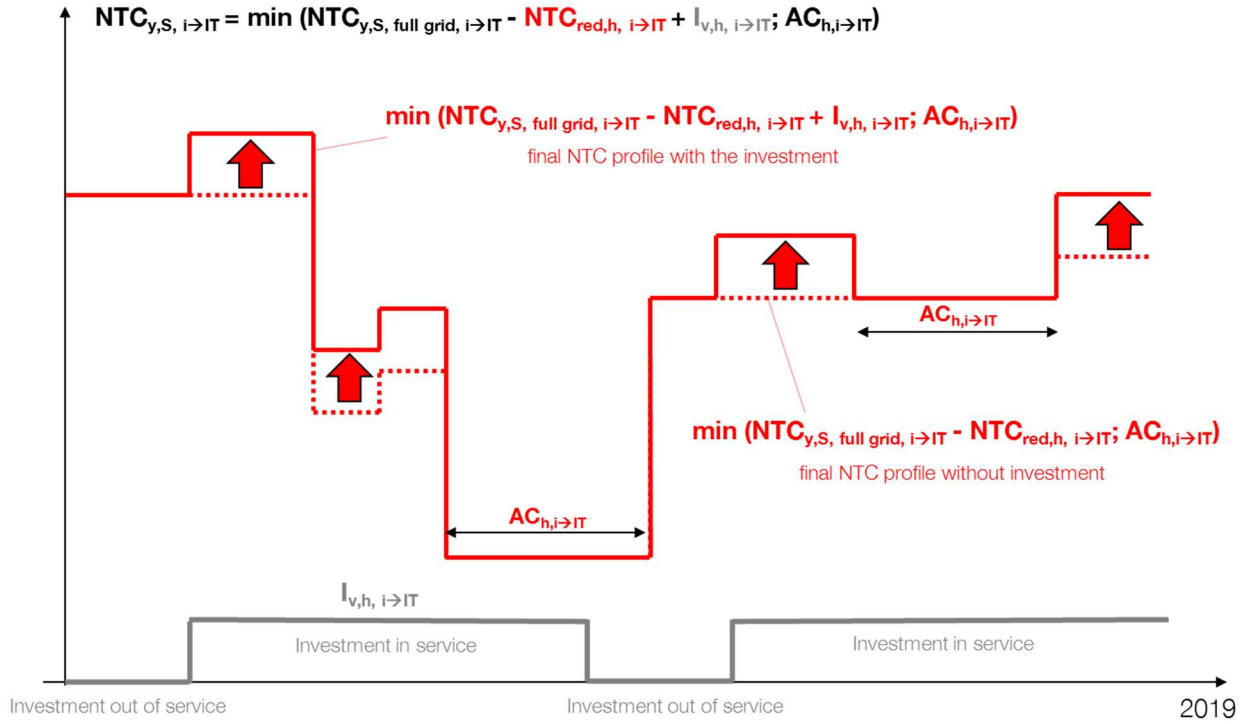 NTCy,S, i→IT = min (NTCy,S, full grid, i→IT - NTCred,h, i→IT + Iv,h, i→IT; ACh,i→IT)
min (NTCy,S, full grid, i→IT - NTCred,h, i→IT + Iv,h, i→IT; ACh,i→IT)
final NTC profile with the investment
ACh,i→IT
min (NTCy,S, full grid, i→IT - NTCred,h, i→IT; ACh,i→IT)
final NTC profile without investment
ACh,i→IT
Iv,h, i→IT
Investment in service
Investment in service
Investment out of service
Investment out of service
2019